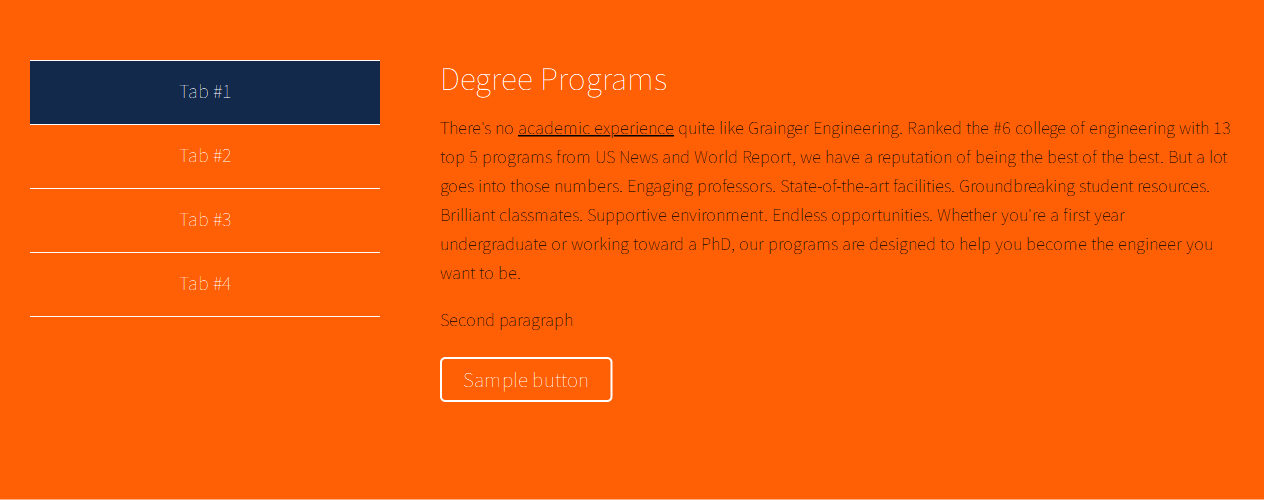 Tab #1
Tab #2
Tab #3
Tab #4
Degree Programs
There's no academic experience quite like Grainger Engineering. Ranked the #6 college of engineering with 13
top 5 programs from US News and World Report, we have a reputation of being the best of the best. But a lot
goes into those numbers. Engaging professors. State-of-the-art facilities. Groundbreaking student resources.
Brilliant classmates. Supportive environment. Endless opportunities. Whether you're a first year
undergraduate or working toward a PhD, our programs are designed to help you become the engineer you
want to be.
Second paragraph
Sample button